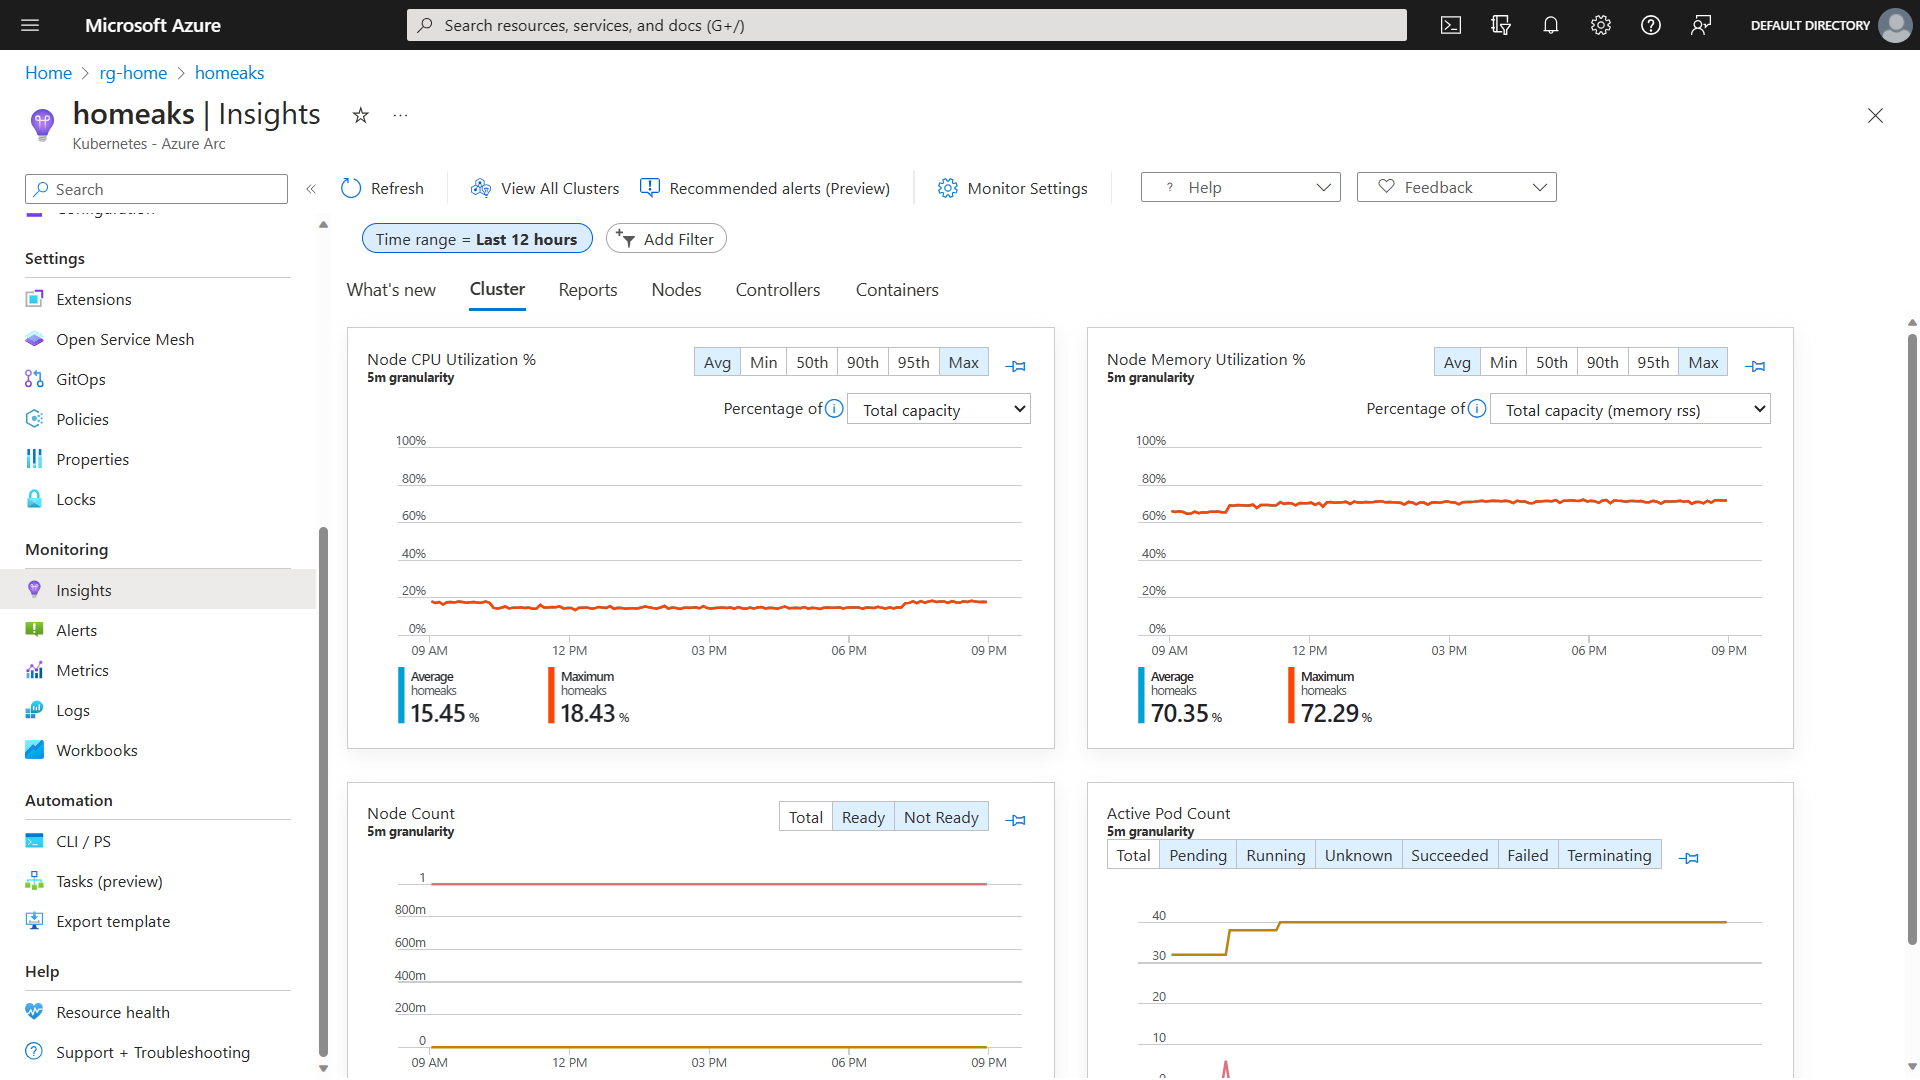 Microsoft Azure
Search resources, services, and docs (G+/)
DEFAULT DIRECTORY
Home > rg-home > homeaks
homeaks | Insights
Kubernetes - Azure Arc
Search
Refresh
View All Clusters
Recommended alerts (Preview)
Monitor Settings
? Help
Feedback
Time range = Last 12 hours
Add Filter
What's new
Cluster
Reports
Nodes
Controllers
Containers
Settings
Extensions
Open Service Mesh
GitOps
Policies
Properties
Locks
Monitoring
Insights
Alerts
Metrics
Logs
Workbooks
Automation
CLI / PS
Tasks (preview)
Export template
Help
Resource health
Support + Troubleshooting
Node CPU Utilization %
5m granularity
Avg Min 50th 90th 95th Max
Percentage of Total capacity
100%
80%
60%
40%
20%
0%
09 AM 12 PM 03 PM 06 PM 09 PM
Average
homeaks
15.45 %
Maximum
homeaks
18.43 %
Node Memory Utilization %
5m granularity
Avg Min 50th 90th 95th Max
Percentage of Total capacity (memory rss)
100%
80%
60%
40%
20%
0%
09 AM 12 PM 03 PM 06 PM 09 PM
Average
homeaks
70.35 %
Maximum
homeaks
72.29 %
Node Count
5m granularity
Total Ready Not Ready
1
800m
600m
400m
200m
0
09 AM 12 PM 03 PM 06 PM 09 PM
Active Pod Count
5m granularity
Total Pending Running Unknown Succeeded Failed Terminating
40
30
20
10